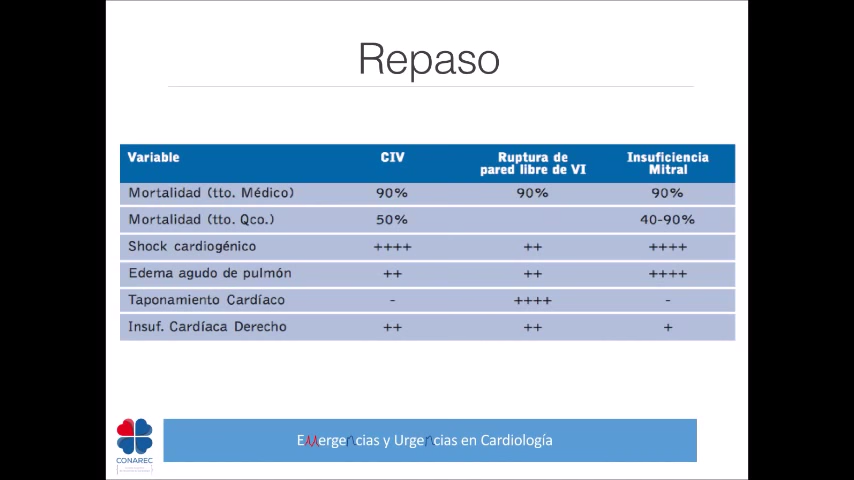 Repaso
Variable CIV Ruptura de pared libre de VI Insuficiencia Mitral
Mortalidad (tto. Médico) 90% 90% 90%
Mortalidad (tto. Qco.) 50% 40-90%
Shock cardiogénico ++++ ++ ++++
Edema agudo de pulmón ++ ++ ++++
Taponamiento Cardíaco - ++++ -
Insuf. Cardíaca Derecho ++ ++ +
EMergencias y Urgencias en Cardiología
CONAREC